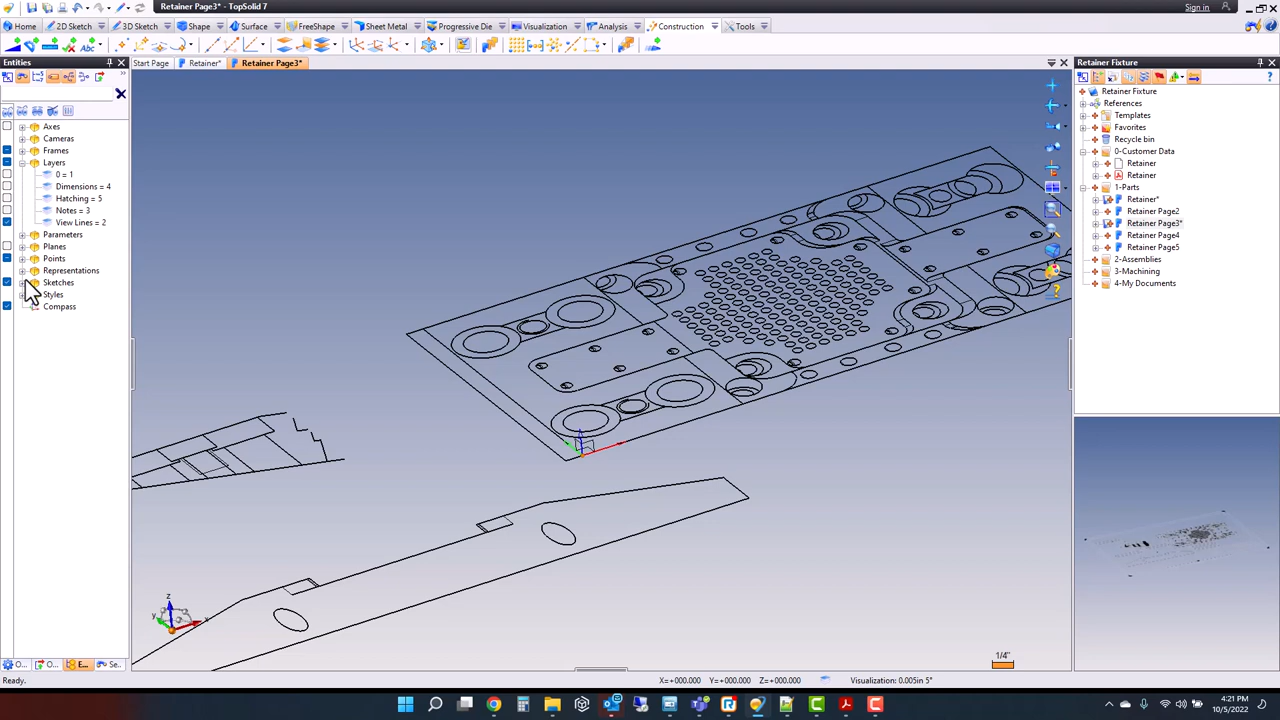 Retainer Page3* - TopSolid 7
Sign in
Home
2D Sketch
3D Sketch
Shape
Surface
FreeShape
Sheet Metal
Progressive Die
Visualization
Analysis
Construction
Tools
Abc
Entities
Start Page
Retainer*
Retainer Page3*
Axes
Cameras
Frames
Layers
0 = 1
Dimensions = 4
Hatching = 5
Notes = 3
View Lines = 2
Parameters
Planes
Points
Representations
Sketches
Styles
Compass
z
y
x
1/4"
Retainer Fixture
Retainer Fixture
References
Templates
Favorites
Recycle bin
0-Customer Data
Retainer
Retainer
1-Parts
Retainer*
Retainer Page2
Retainer Page3*
Retainer Page4
Retainer Page5
2-Assemblies
3-Machining
4-My Documents
O...
O...
E...
Se...
Ready.
X=+000.000 Y=+000.000 Z=+000.000
Visualization: 0.005in 5°
4:21 PM
10/5/2022